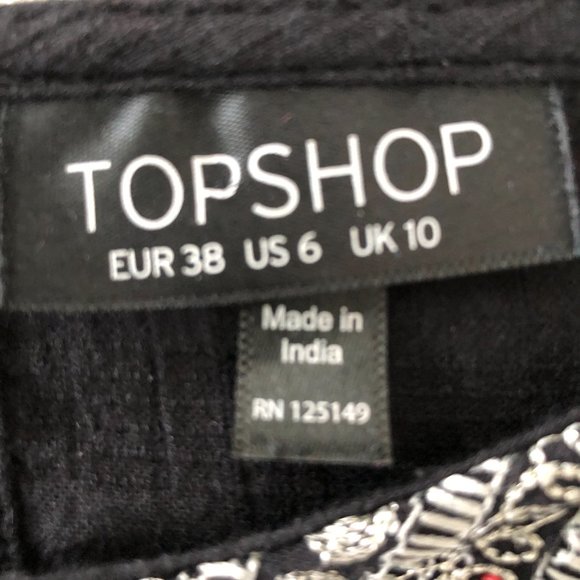 TOPSHOP
EUR 38 US 6 UK 10
Made in
India
RN 125149